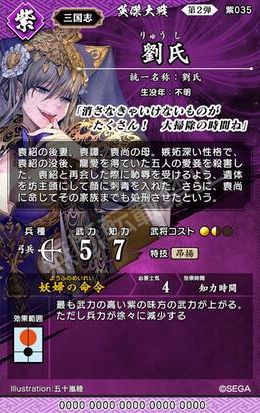 紫
三国志
英傑大戦
第2弾
紫035
りゅうし
劉氏
統一名称：劉氏
生没年：不明
「消さなきゃいけないものが
たくさん！ 大掃除の時間ね」
袁紹の後妻。袁譚、袁尚の母。嫉妬深い性格で、
袁紹の没後、寵愛を得ていた五人の愛妾を殺害し
た。袁紹と再会した際に恥辱を受けるよう、遺体
を坊主頭にして顔に刺青を入れた。さらに、袁尚
に命じてその家族までも処刑させたという。
兵種 武力 知力 武将コスト
弓兵 5 7 特技 昂揚
ようふのめいれい
妖婦の命令
必要士気 4 効果時間 知力時間
効果範囲
最も武力の高い紫の味方の武力が上がる。
ただし兵力が徐々に減少する
Illustration:五十嵐睦
©SEGA
0000 0000 0000 0000 0000